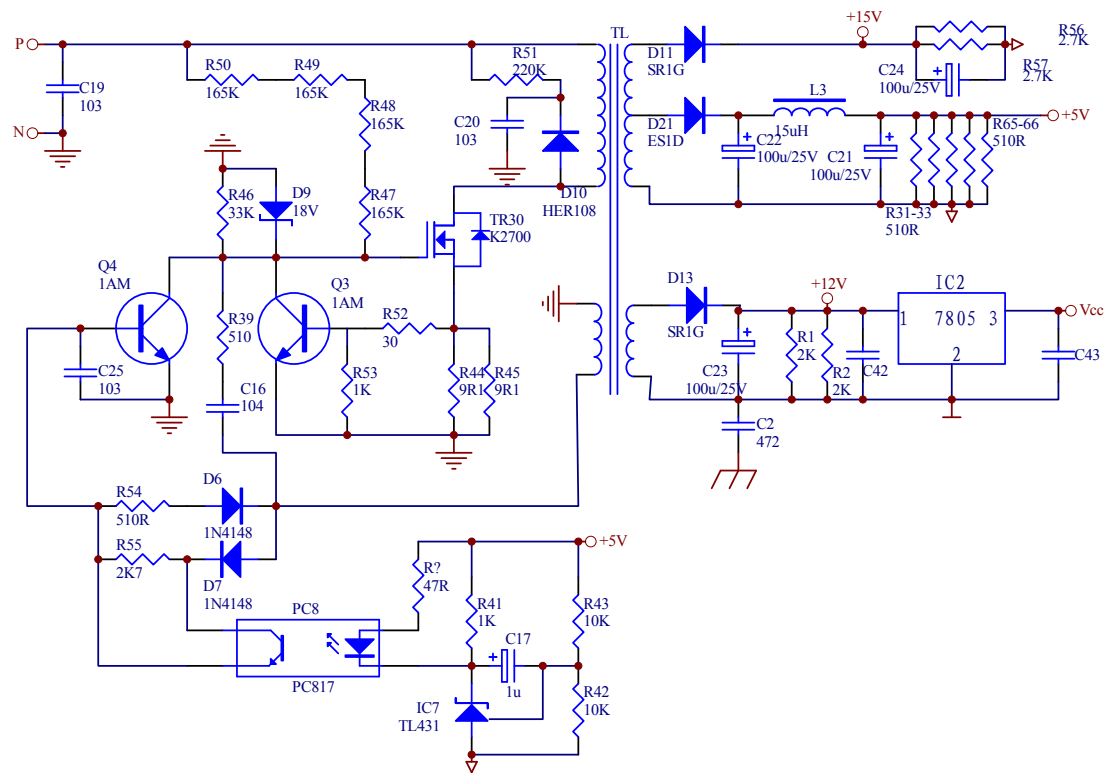 P
N
C19
103
R50
165K
R49
165K
R48
165K
R47
165K
R51
220K
C20
103
D10
HER108
TL
D11
SR1G
+15V
R56
2.7K
R57
2.7K
C24
100u/25V
D21
ES1D
L3
15uH
+5V
C22
100u/25V
C21
100u/25V
R65-66
510R
R31-33
510R
R46
33K
D9
18V
TR30
K2700
Q4
1AM
Q3
1AM
R39
510
R52
30
R53
1K
R44
9R1
R45
9R1
C25
103
C16
104
D13
SR1G
+12V
IC2
1 7805 3
2
Vcc
R1
2K
R2
2K
C42
C43
C23
100u/25V
C2
472
R54
510R
D6
1N4148
R55
2K7
D7
1N4148
PC8
PC817
R?
47R
+5V
R41
1K
R43
10K
C17
1u
R42
10K
IC7
TL431
+
+
+
+
+